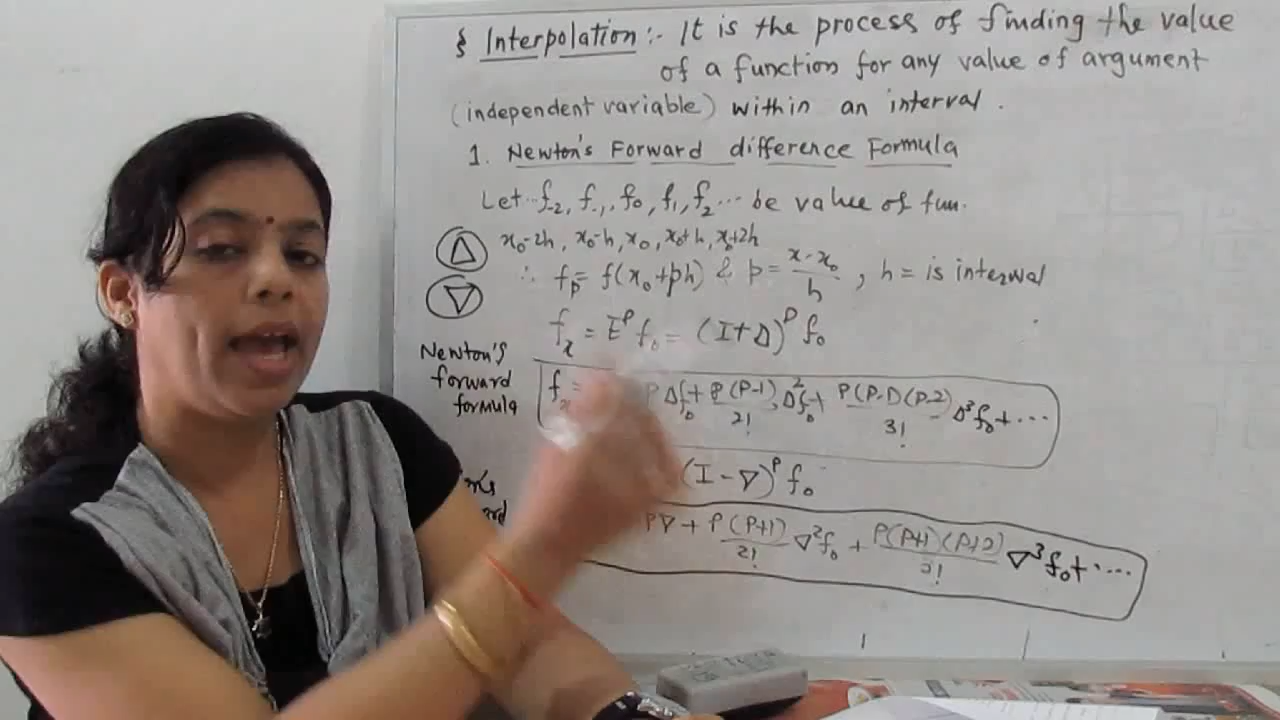 § Interpolation :- It is the process of finding the value
of a function for any value of argument
(independent variable) within an interval.
1. Newton's Forward difference Formula
Let ...f₋₂, f₋₁, f₀, f₁, f₂ ... be value of fun.
x₀-2h, x₀-h, x₀, x₀+h, x₀+2h
Δ
∴ fₚ = f(x₀+ph) & p = (x-x₀)/h, h = is interval
∇
fₓ = Eᵖ f₀ = (I+Δ)ᵖ f₀
Newton's
forward
formula
fₓ = P Δf₀ + P(P-1)/2! Δ²f₀ + P(P-1)(P-2)/3! Δ³f₀ + ....
(I-∇)ᵖ f₀
P∇ + P(P+1)/2! ∇²f₀ + P(P+1)(P+2)/3! ∇³f₀ + ....